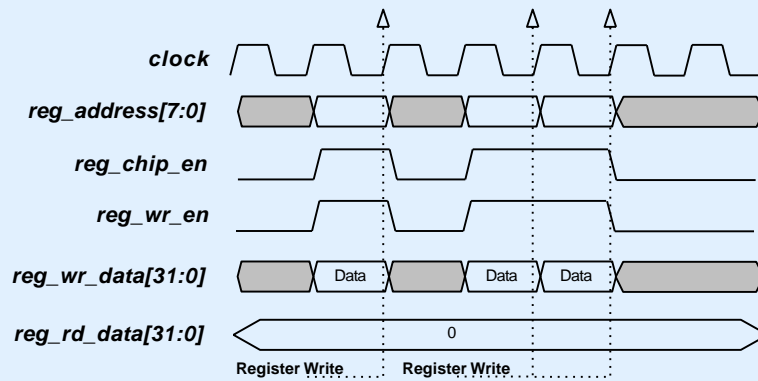 clock
reg_address[7:0]
reg_chip_en
reg_wr_en
reg_wr_data[31:0] Data Data Data
reg_rd_data[31:0] 0
Register Write Register Write